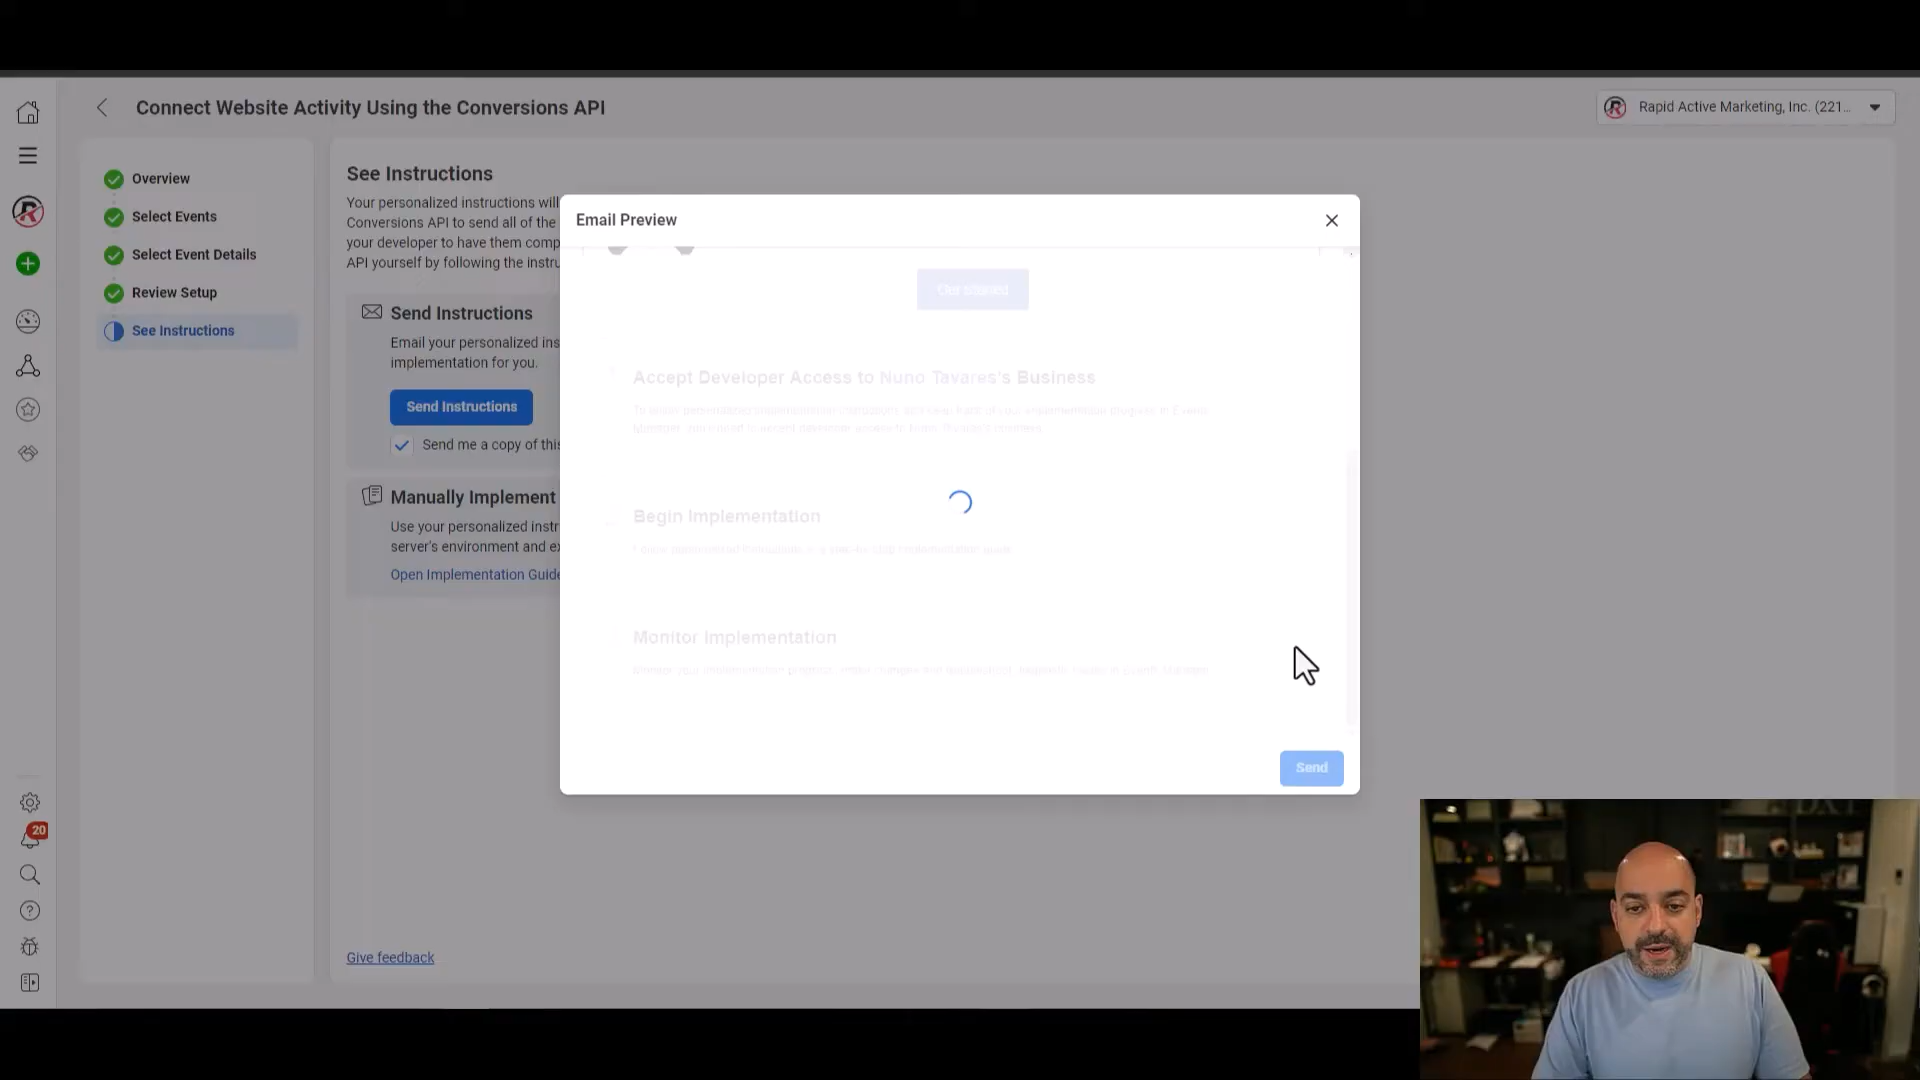 Connect Website Activity Using the Conversions API
Rapid Active Marketing, Inc. (221...
Overview
Select Events
Select Event Details
Review Setup
See Instructions
See Instructions
Your personalized instructions will
Conversions API to send all of the
your developer to have them comp
API yourself by following the instru
Send Instructions
Email your personalized ins
implementation for you.
Send Instructions
Send me a copy of this
Manually Implement
Use your personalized instr
server's environment and ex
Open Implementation Guide
Give feedback
Email Preview
Get Started
Accept Developer Access to Nuno Tavares's Business
Begin Implementation
Monitor Implementation
Send
20